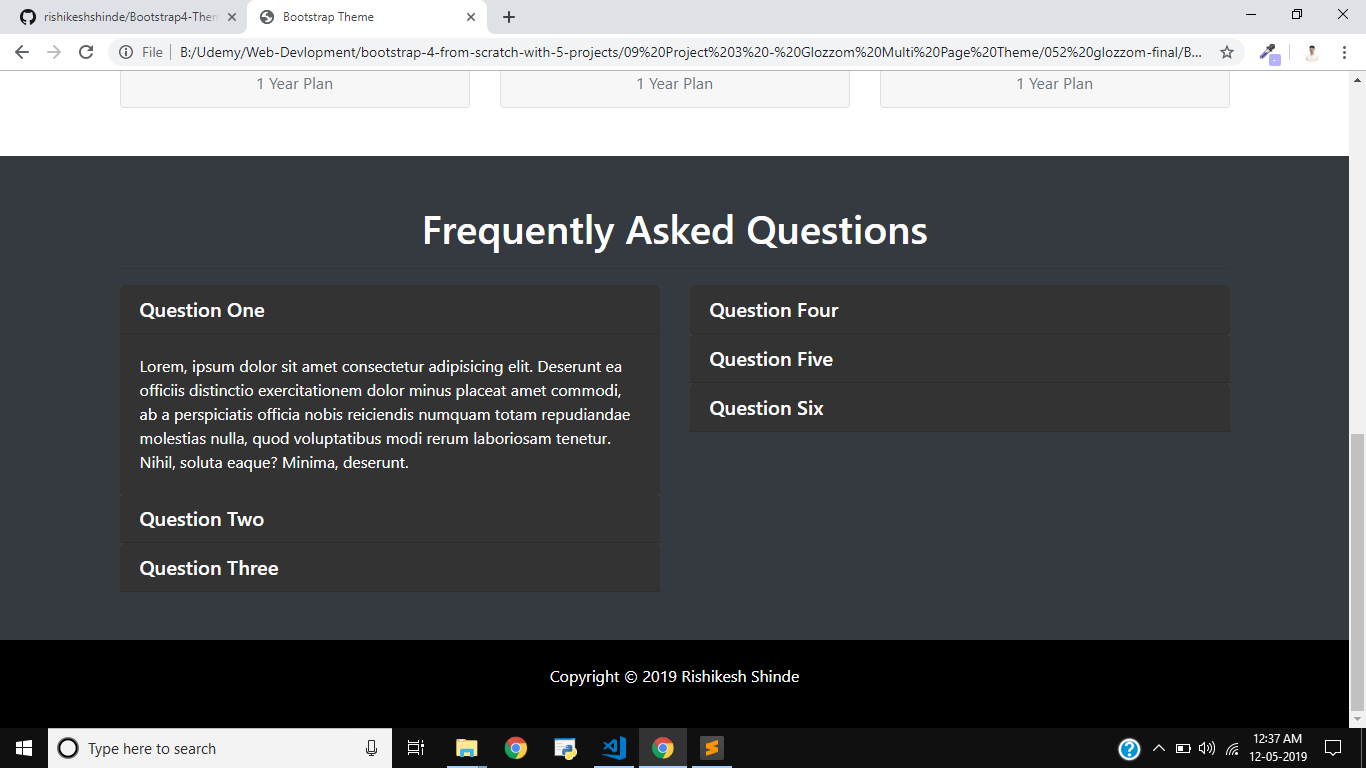 rishikeshshinde/Bootstrap4-Them
Bootstrap Theme
File
B:/Udemy/Web-Devlopment/bootstrap-4-from-scratch-with-5-projects/09%20Project%203%20-%20Glozzom%20Multi%20Page%20Theme/052%20glozzom-final/B...
1 Year Plan
1 Year Plan
1 Year Plan
Frequently Asked Questions
Question One
Lorem, ipsum dolor sit amet consectetur adipisicing elit. Deserunt ea
officiis distinctio exercitationem dolor minus placeat amet commodi,
ab a perspiciatis officia nobis reiciendis numquam totam repudiandae
molestias nulla, quod voluptatibus modi rerum laboriosam tenetur.
Nihil, soluta eaque? Minima, deserunt.
Question Two
Question Three
Question Four
Question Five
Question Six
Copyright © 2019 Rishikesh Shinde
Type here to search
12:37 AM
12-05-2019